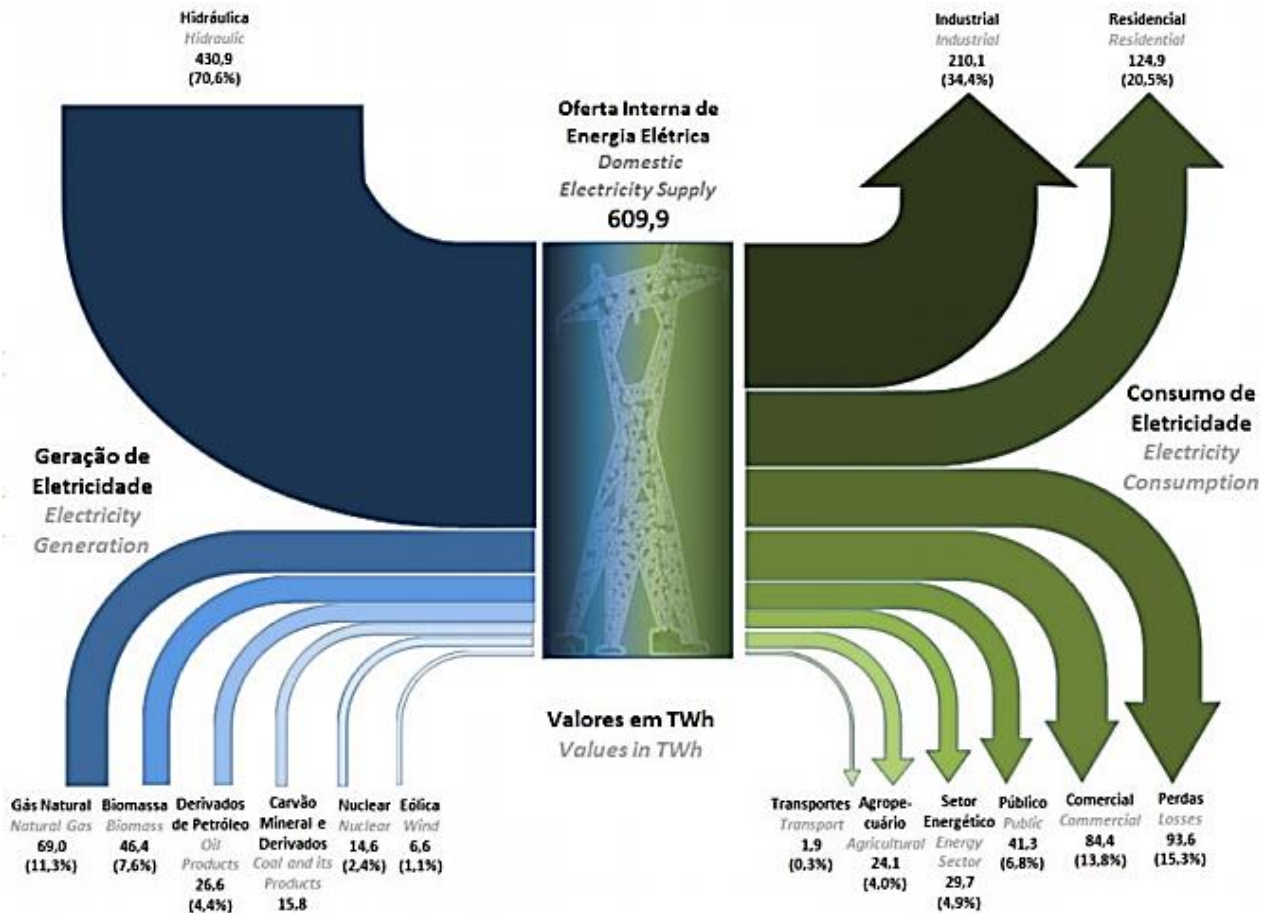 Hidráulica
Hidraulic
430,9
(70,6%)
Industrial
Industrial
210,1
(34,4%)
Residencial
Residential
124,9
(20,5%)
Oferta Interna de
Energia Elétrica
Domestic
Electricity Supply
609,9
Geração de
Eletricidade
Electricity
Generation
Consumo de
Eletricidade
Electricity
Consumption
Valores em TWh
Values in TWh
Gás Natural
Natural Gas
69,0
(11,3%)
Biomassa
Biomass
46,4
(7,6%)
Derivados
de Petróleo
Oil
Products
26,6
(4,4%)
Carvão
Mineral e
Derivados
Coal and its
Products
15,8
Nuclear
Nuclear
14,6
(2,4%)
Eólica
Wind
6,6
(1,1%)
Transportes
Transport
1.9
(0.3%)
Agrope-
cuário
Agricultural
24.1
(4.0%)
Setor
Energético
Energy
Sector
29,7
(4,9%)
Público
Public
41,3
(6,8%)
Comercial
Commercial
84,4
(13,8%)
Perdas
Losses
93,6
(15,3%)